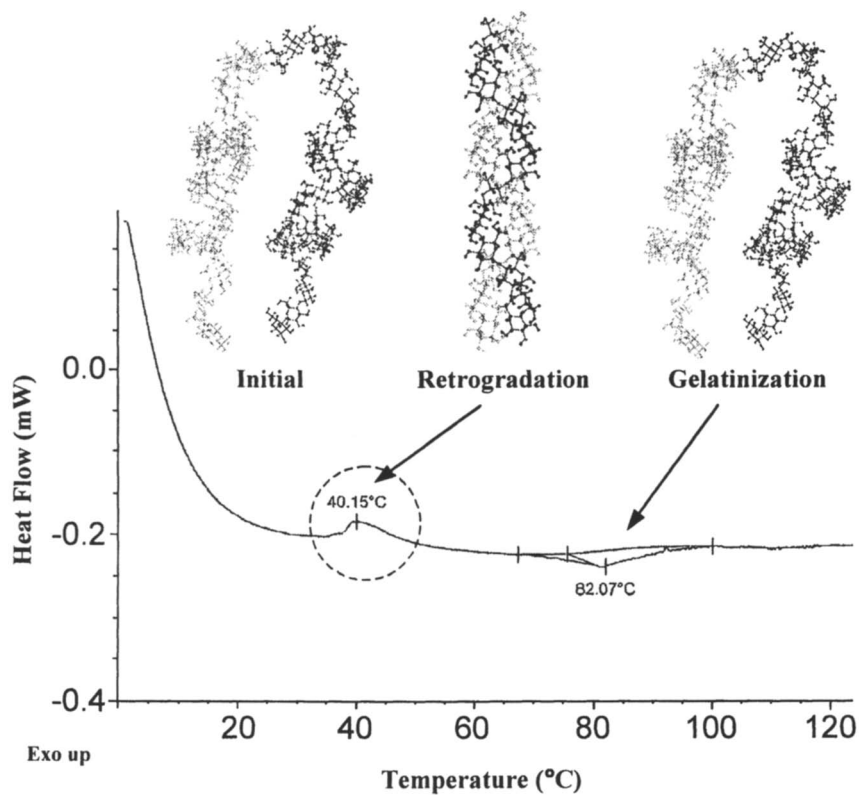 Initial
Retrogradation
Gelatinization
Heat Flow (mW)
0.0
-0.2
-0.4
40.15°C
82.07°C
20
40
60
80
100
120
Exo up
Temperature (°C)